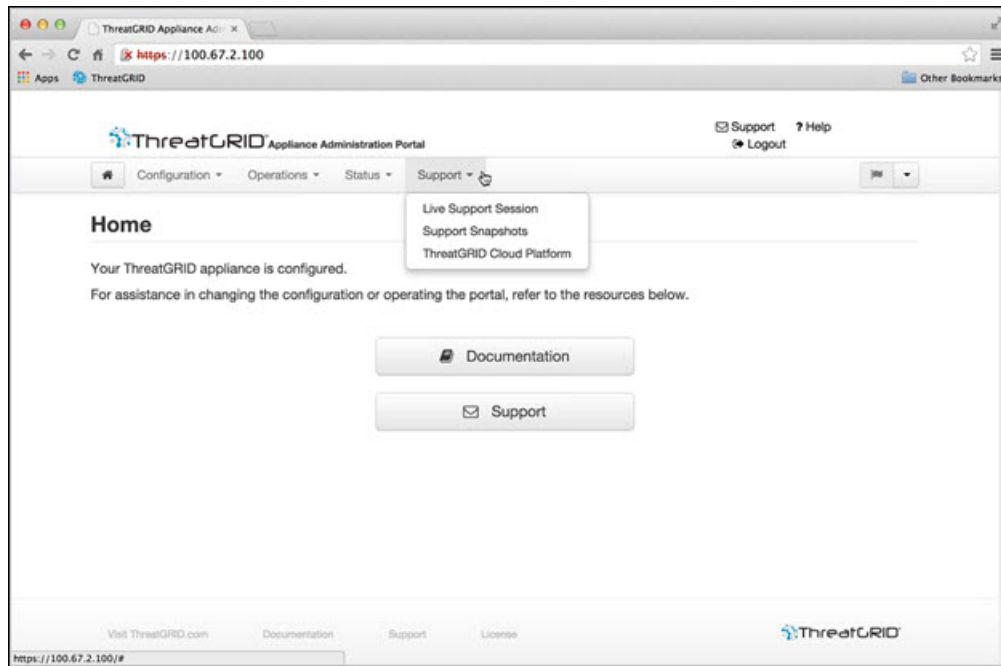 ThreatGRID Appliance Adm
https://100.67.2.100
Apps ThreatGRID Other Bookmarks
ThreatGRID Appliance Administration Portal
Support ? Help
Logout
Configuration Operations Status Support
Live Support Session
Support Snapshots
ThreatGRID Cloud Platform
Home
Your ThreatGRID appliance is configured.
For assistance in changing the configuration or operating the portal, refer to the resources below.
Documentation
Support
Visit ThreatGRID.com Documentation Support License
ThreatGRID
https://100.67.2.100/#